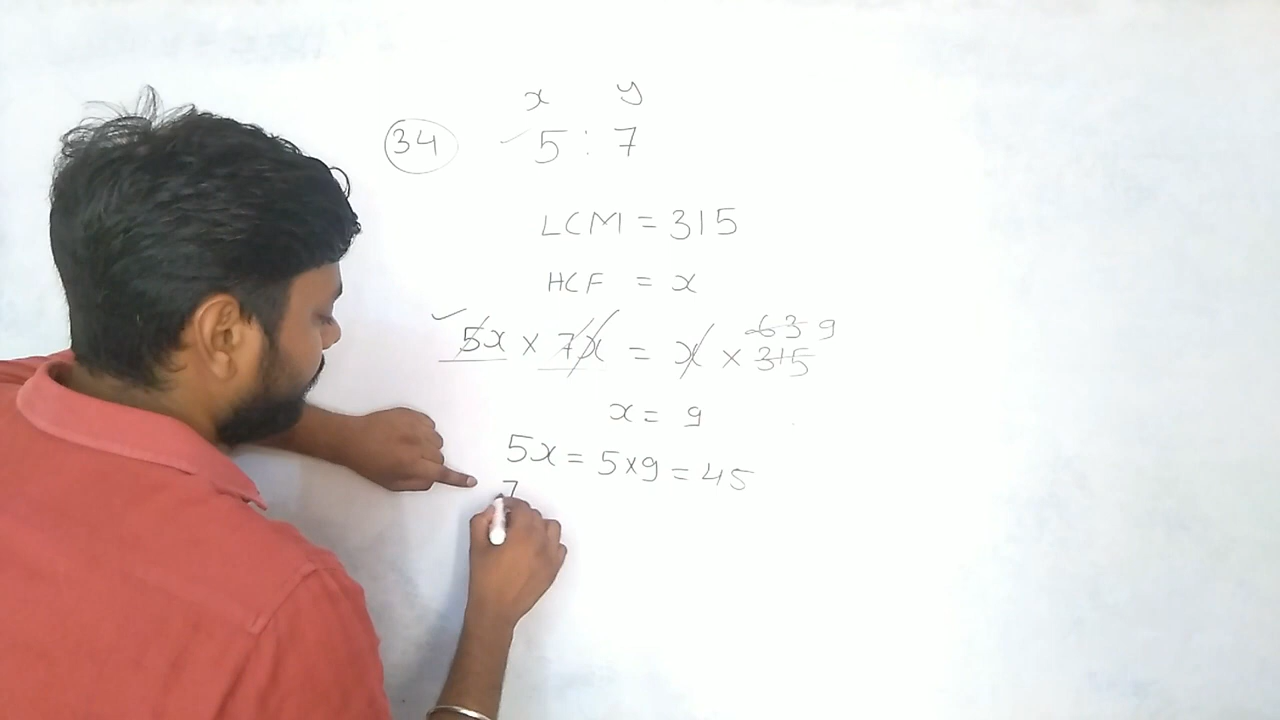 x y
34 5 : 7
LCM = 315
HCF = x
63 9
5x × 7x = x × 315
x = 9
5x = 5×9 = 45
7